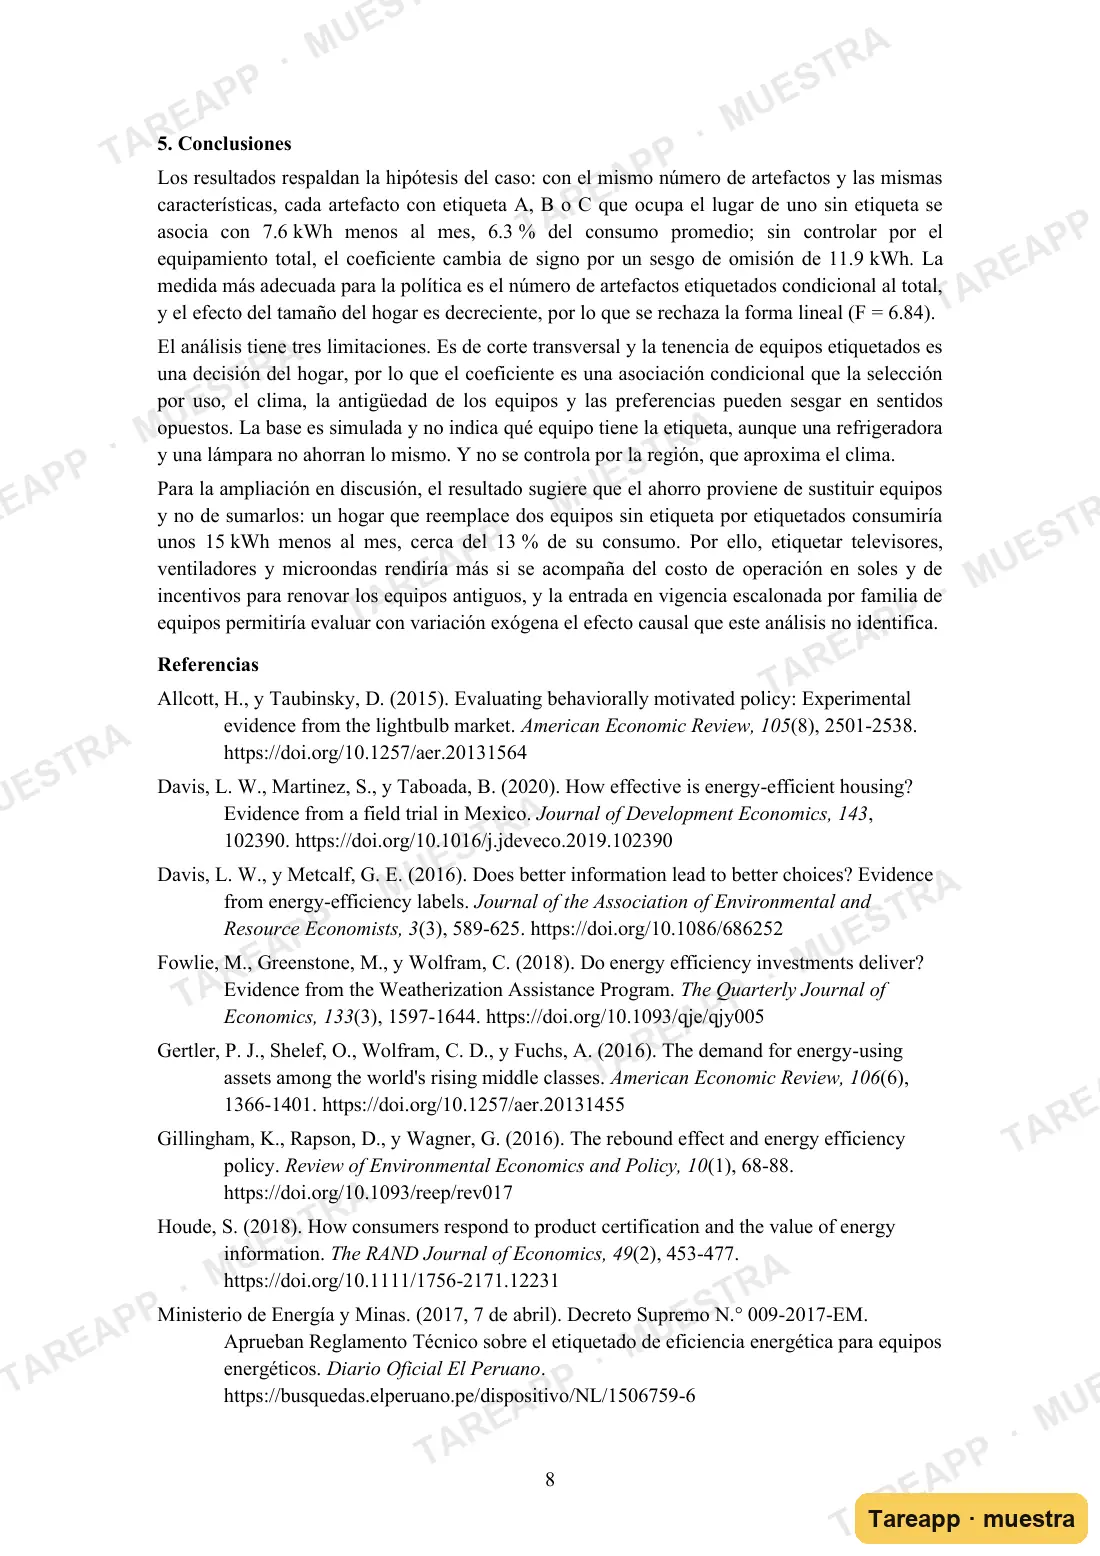 5. Conclusiones
Los resultados respaldan la hipótesis del caso: con el mismo número de artefactos y las mismas
características, cada artefacto con etiqueta A, B o C que ocupa el lugar de uno sin etiqueta se
asocia con 7.6 kWh menos al mes, 6.3 % del consumo promedio; sin controlar por el
equipamiento total, el coeficiente cambia de signo por un sesgo de omisión de 11.9 kWh. La
medida más adecuada para la política es el número de artefactos etiquetados condicional al total,
y el efecto del tamaño del hogar es decreciente, por lo que se rechaza la forma lineal (F = 6.84).
El análisis tiene tres limitaciones. Es de corte transversal y la tenencia de equipos etiquetados es
una decisión del hogar, por lo que el coeficiente es una asociación condicional que la selección
por uso, el clima, la antigüedad de los equipos y las preferencias pueden sesgar en sentidos
opuestos. La base es simulada y no indica qué equipo tiene la etiqueta, aunque una refrigeradora
y una lámpara no ahorran lo mismo. Y no se controla por la región, que aproxima el clima.
Para la ampliación en discusión, el resultado sugiere que el ahorro proviene de sustituir equipos
y no de sumarlos: un hogar que reemplace dos equipos sin etiqueta por etiquetados consumiría
unos 15 kWh menos al mes, cerca del 13 % de su consumo. Por ello, etiquetar televisores,
ventiladores y microondas rendiría más si se acompaña del costo de operación en soles y de
incentivos para renovar los equipos antiguos, y la entrada en vigencia escalonada por familia de
equipos permitiría evaluar con variación exógena el efecto causal que este análisis no identifica.
Referencias
Allcott, H., y Taubinsky, D. (2015). Evaluating behaviorally motivated policy: Experimental
evidence from the lightbulb market. American Economic Review, 105(8), 2501-2538.
https://doi.org/10.1257/aer.20131564
Davis, L. W., Martinez, S., y Taboada, B. (2020). How effective is energy-efficient housing?
Evidence from a field trial in Mexico. Journal of Development Economics, 143,
102390. https://doi.org/10.1016/j.jdeveco.2019.102390
Davis, L. W., y Metcalf, G. E. (2016). Does better information lead to better choices? Evidence
from energy-efficiency labels. Journal of the Association of Environmental and
Resource Economists, 3(3), 589-625. https://doi.org/10.1086/686252
Fowlie, M., Greenstone, M., y Wolfram, C. (2018). Do energy efficiency investments deliver?
Evidence from the Weatherization Assistance Program. The Quarterly Journal of
Economics, 133(3), 1597-1644. https://doi.org/10.1093/qje/qjy005
Gertler, P. J., Shelef, O., Wolfram, C. D., y Fuchs, A. (2016). The demand for energy-using
assets among the world's rising middle classes. American Economic Review, 106(6),
1366-1401. https://doi.org/10.1257/aer.20131455
Gillingham, K., Rapson, D., y Wagner, G. (2016). The rebound effect and energy efficiency
policy. Review of Environmental Economics and Policy, 10(1), 68-88.
https://doi.org/10.1093/reep/rev017
Houde, S. (2018). How consumers respond to product certification and the value of energy
information. The RAND Journal of Economics, 49(2), 453-477.
https://doi.org/10.1111/1756-2171.12231
Ministerio de Energía y Minas. (2017, 7 de abril). Decreto Supremo N.° 009-2017-EM.
Aprueban Reglamento Técnico sobre el etiquetado de eficiencia energética para equipos
energéticos. Diario Oficial El Peruano.
https://busquedas.elperuano.pe/dispositivo/NL/1506759-6
8
Tareapp · muestra
TAREAPP · MUESTRA